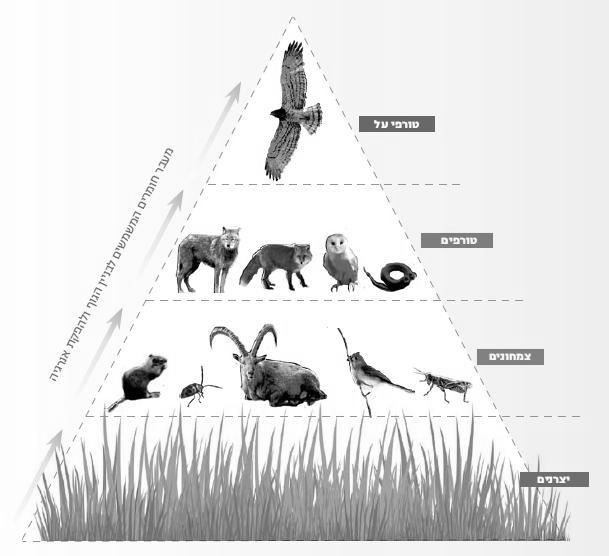 טורפי על
טורפים
צמחונים
יצרנים
מעבר חומרים המשמשים לבניין הגוף ולהפקת אנרגיה